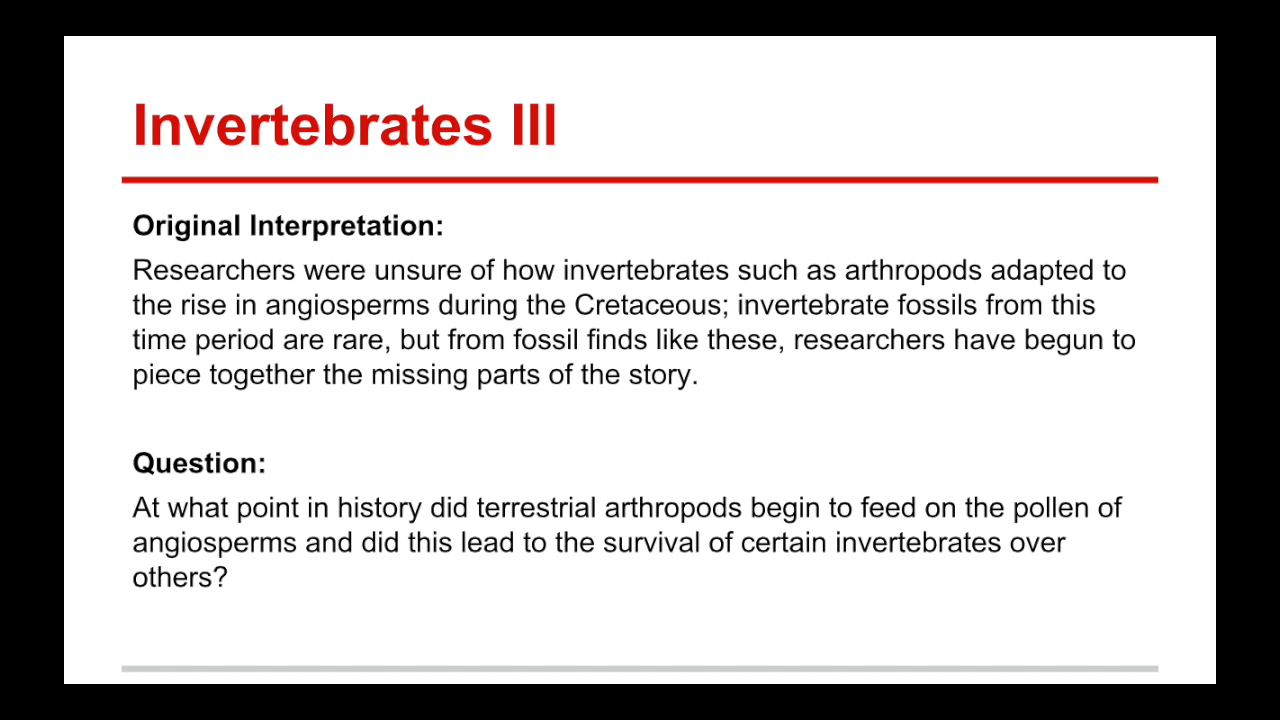 Invertebrates III
Original Interpretation:
Researchers were unsure of how invertebrates such as arthropods adapted to
the rise in angiosperms during the Cretaceous; invertebrate fossils from this
time period are rare, but from fossil finds like these, researchers have begun to
piece together the missing parts of the story.
Question:
At what point in history did terrestrial arthropods begin to feed on the pollen of
angiosperms and did this lead to the survival of certain invertebrates over
others?